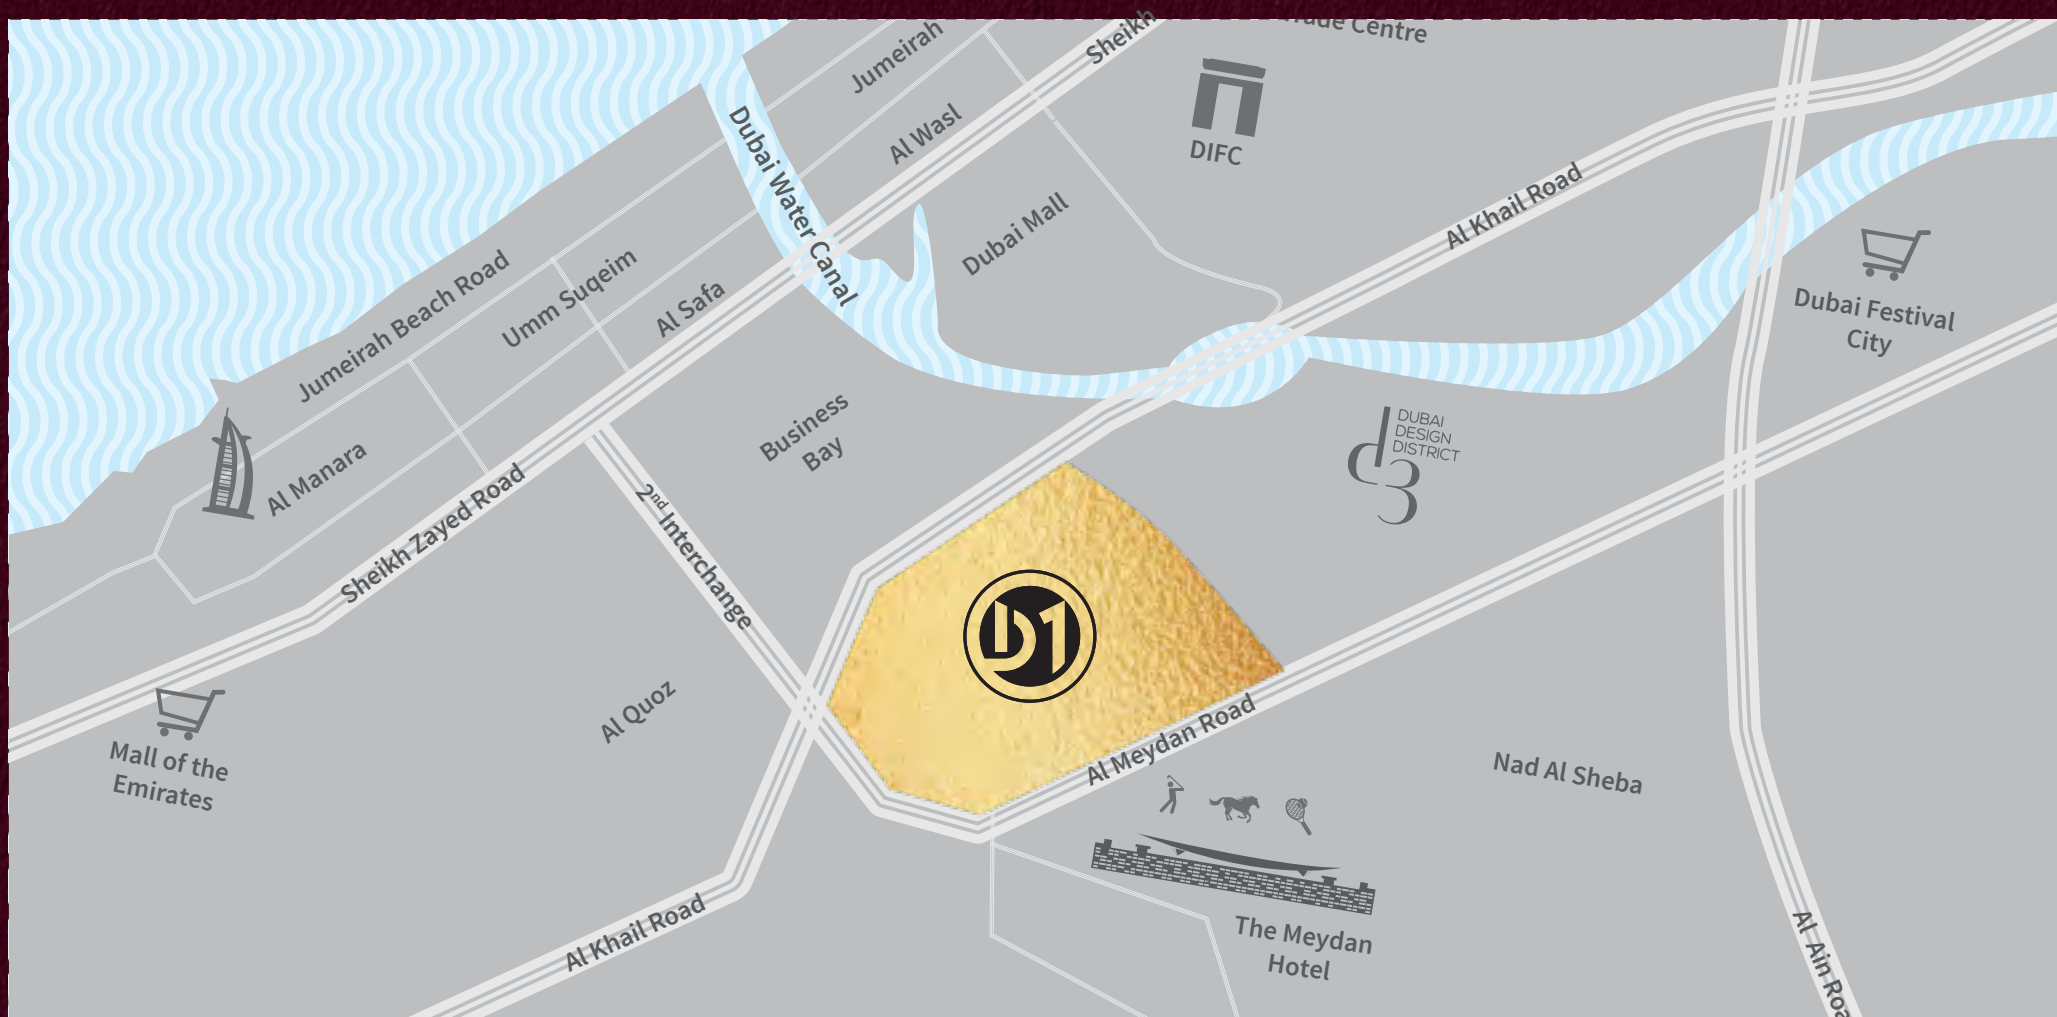 Trade Centre
Jumeirah
Sheikh
DIFC
Dubai Water Canal
Al Wasl
Al Khail Road
Dubai Mall
Dubai Festival
City
Jumeirah Beach Road
Umm Suqeim
Al Safa
Business
Bay
DUBAI
DESIGN
DISTRICT
d3
Al Manara
Sheikh Zayed Road
2nd Interchange
D1
Al Quoz
Al Meydan Road
Mall of the
Emirates
Nad Al Sheba
The Meydan
Hotel
Al Khail Road
Al Ain Roa